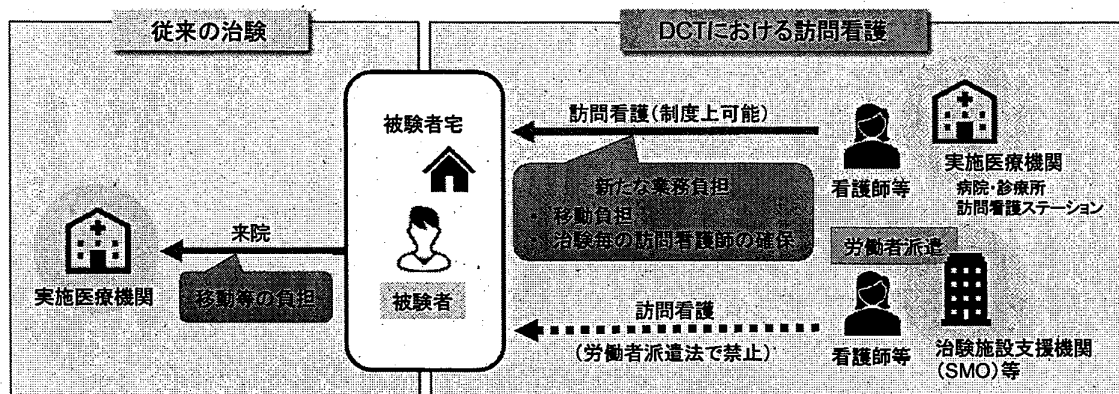 従来の治験
DCTにおける訪問看護
被験者宅
来院
移動等の負担
実施医療機関
被験者
訪問看護(制度上可能)
新たな業務負担
・ 移動負担
・ 治験毎の訪問看護師の確保
看護師等
実施医療機関
病院・診療所
訪問看護ステーション
労働者派遣
訪問看護
(労働者派遣法で禁止)
看護師等
治験施設支援機関
(SMO)等